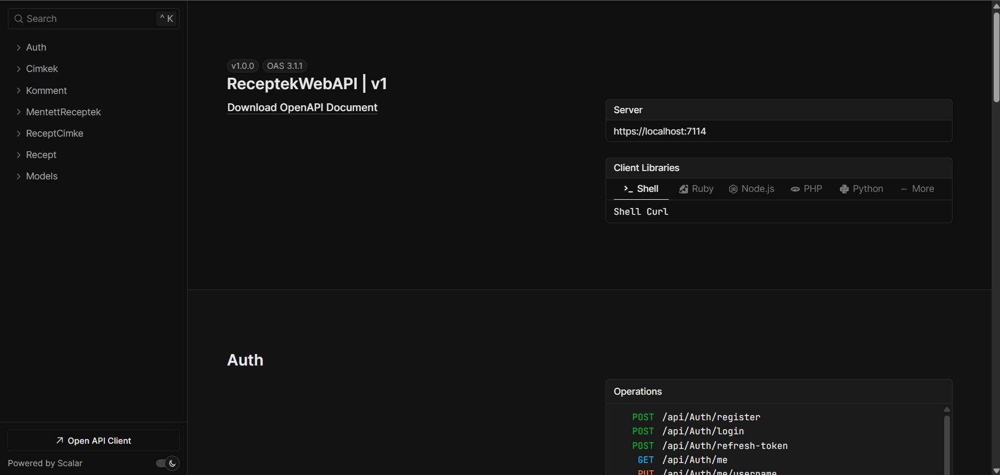 Search ^ K
Auth
Cimkek
Komment
MentettReceptek
ReceptCimke
Recept
Models
Open API Client
Powered by Scalar
v1.0.0 OAS 3.1.1
ReceptekWebAPI | v1
Download OpenAPI Document
Server
https://localhost:7114
Client Libraries
Shell Ruby Node.js PHP Python More
Shell Curl
Auth
Operations
POST /api/Auth/register
POST /api/Auth/login
POST /api/Auth/refresh-token
GET /api/Auth/me
PUT /api/Auth/me/username